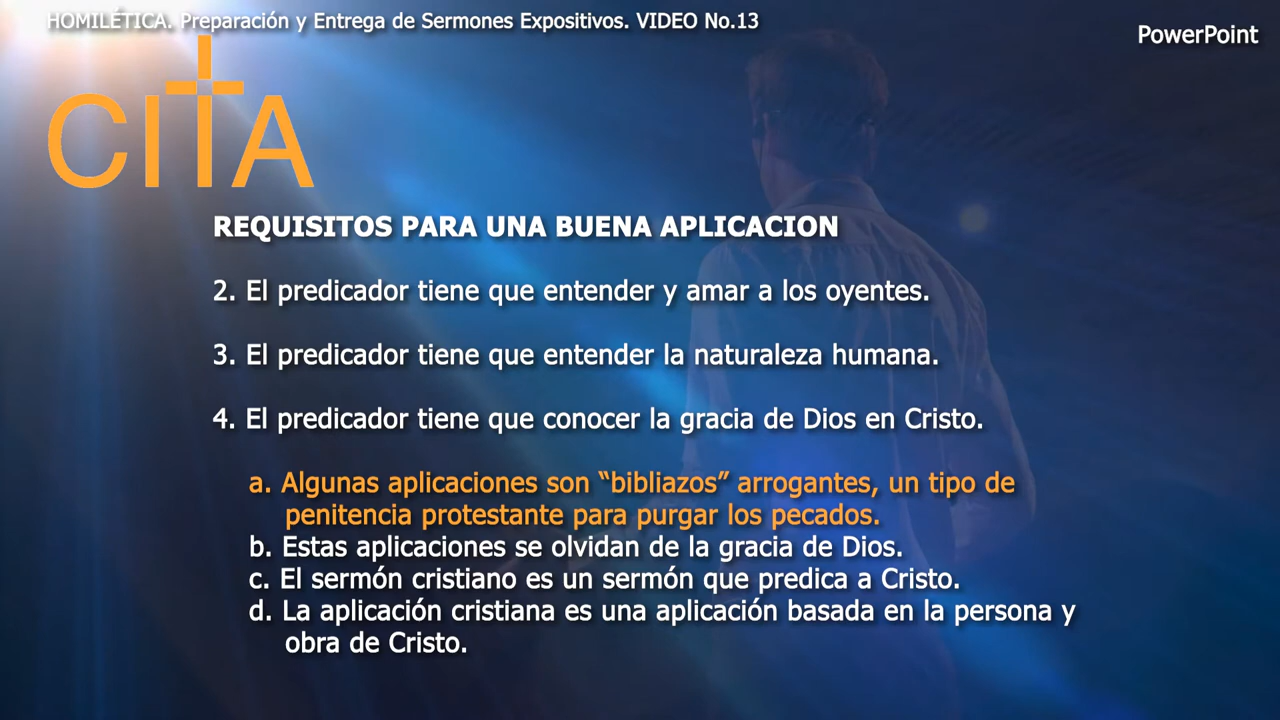 HOMILÉTICA. Preparación y Entrega de Sermones Expositivos. VIDEO No.13
PowerPoint
CITA
REQUISITOS PARA UNA BUENA APLICACION
2. El predicador tiene que entender y amar a los oyentes.
3. El predicador tiene que entender la naturaleza humana.
4. El predicador tiene que conocer la gracia de Dios en Cristo.
a. Algunas aplicaciones son “bibliazos” arrogantes, un tipo de
penitencia protestante para purgar los pecados.
b. Estas aplicaciones se olvidan de la gracia de Dios.
c. El sermón cristiano es un sermón que predica a Cristo.
d. La aplicación cristiana es una aplicación basada en la persona y
obra de Cristo.